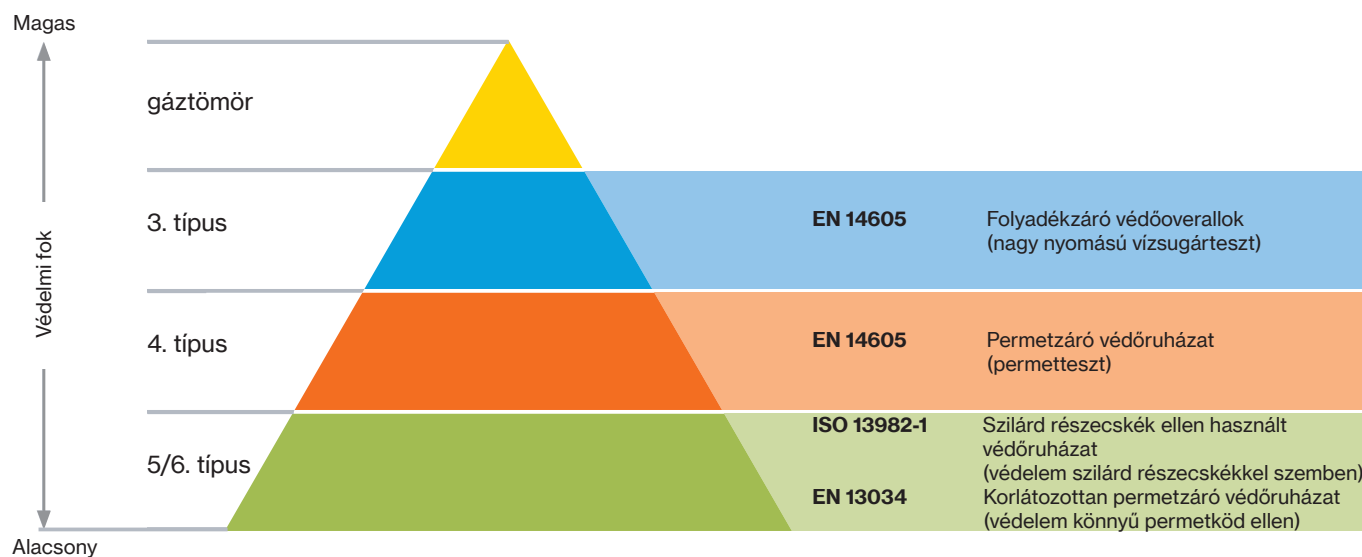 Magas
Védelmi fok
Alacsony
gáztömör
3. típus
EN 14605
Folyadékzáró védőoverallok
(nagy nyomású vízsugárteszt)
4. típus
EN 14605
Permetzáró védőruházat
(permetteszt)
5/6. típus
ISO 13982-1
Szilárd részecskék ellen használt
védőruházat
(védelem szilárd részecskékkel szemben)
EN 13034
Korlátozottan permetzáró védőruházat
(védelem könnyű permetköd ellen)